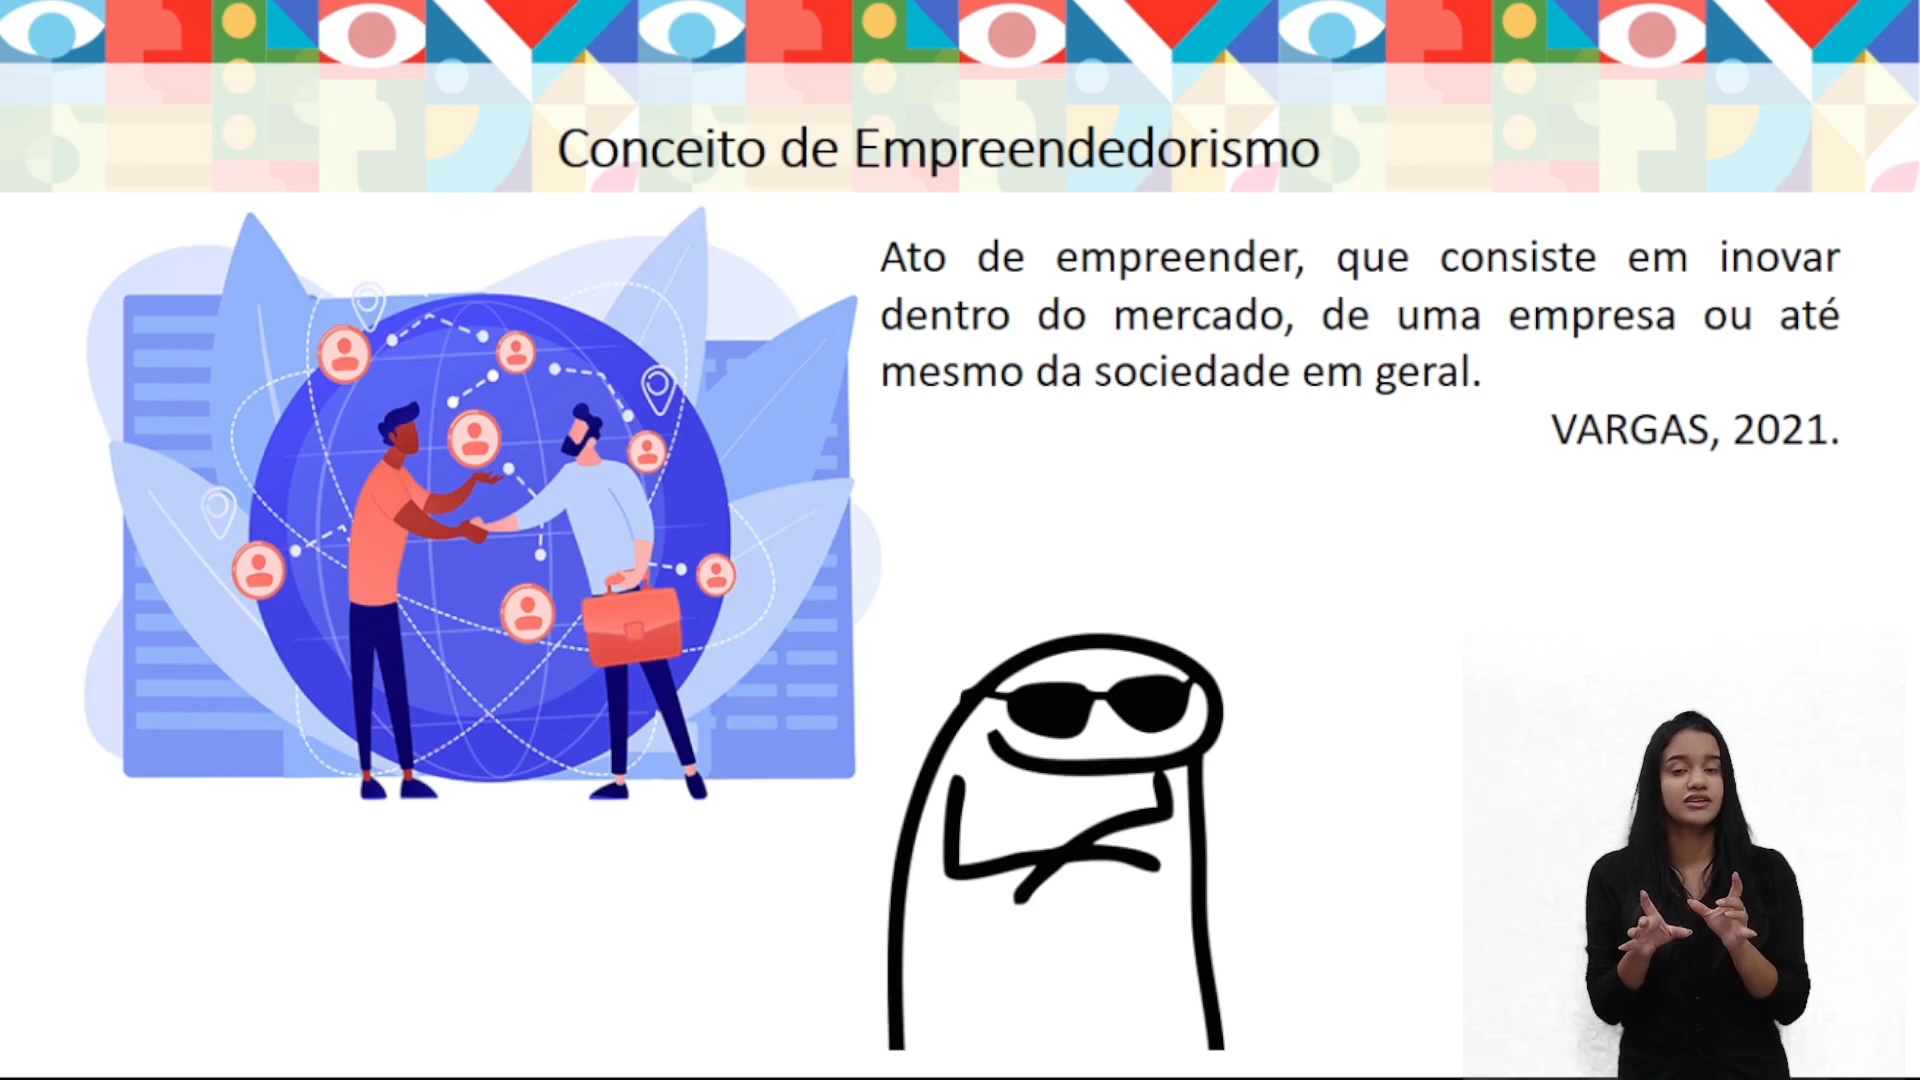 Conceito de Empreendedorismo
Ato de empreender, que consiste em inovar
dentro do mercado, de uma empresa ou até
mesmo da sociedade em geral.
VARGAS, 2021.